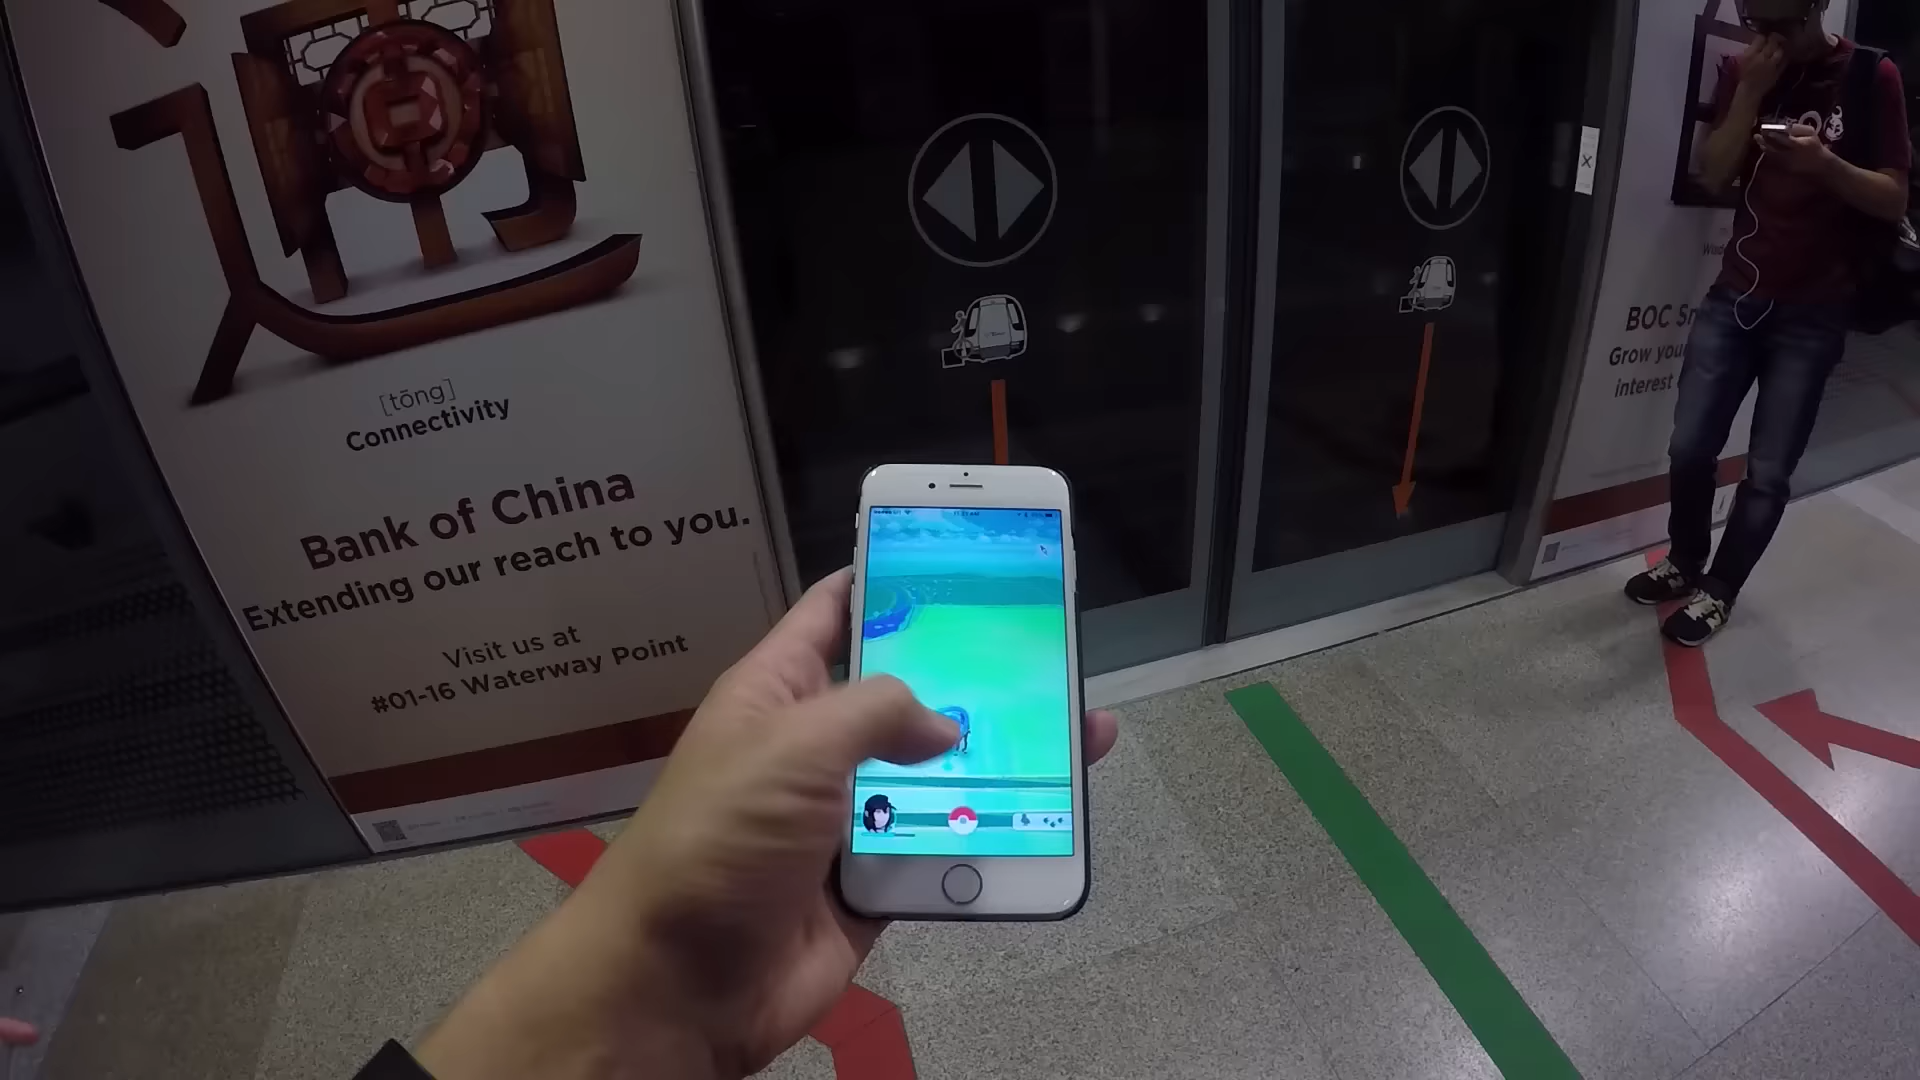 通
[tōng]
Connectivity
Bank of China
Extending our reach to you.
Visit us at
#01-16 Waterway Point
BOC
Grow your
interest